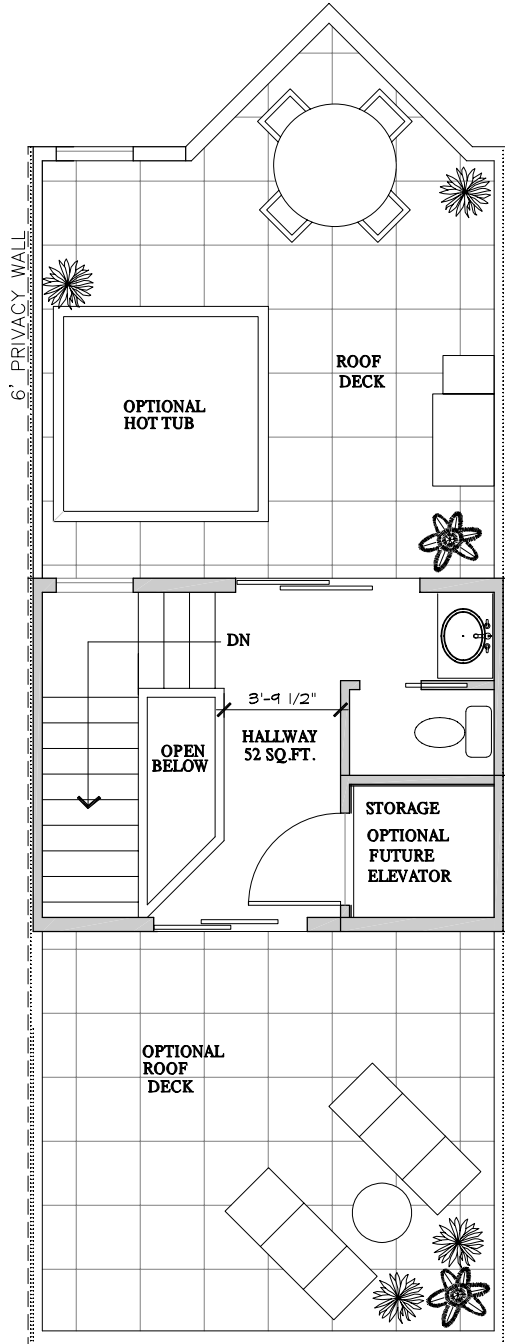 6' PRIVACY WALL
ROOF
DECK
OPTIONAL
HOT TUB
DN
3'-9 1/2"
HALLWAY
52 SQ.FT.
OPEN
BELOW
STORAGE
OPTIONAL
FUTURE
ELEVATOR
OPTIONAL
ROOF
DECK